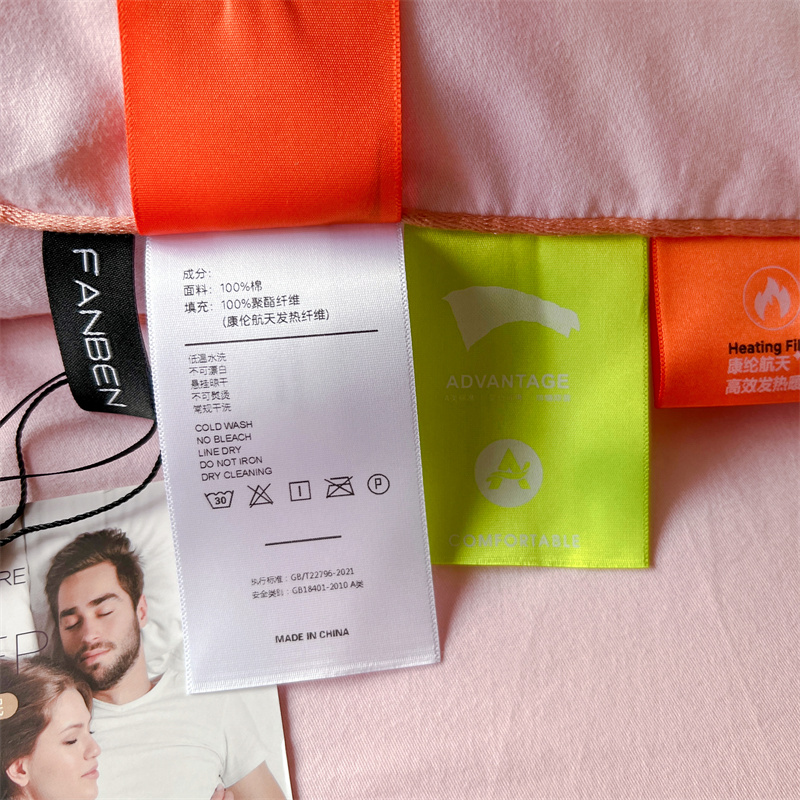 FANBEN
成分:
面料: 100%棉
填充: 100%聚酯纤维
(康伦航天发热纤维)
低温水洗
不可漂白
悬挂晾干
不可熨烫
常规干洗
COLD WASH
NO BLEACH
LINE DRY
DO NOT IRON
DRY CLEANING
30
P
执行标准: GB/T22796-2021
安全类别: GB18401-2010 A类
MADE IN CHINA
ADVANTAGE
COMFORTABLE
Heating Fi
康纶航天
高效发热
RE
EP